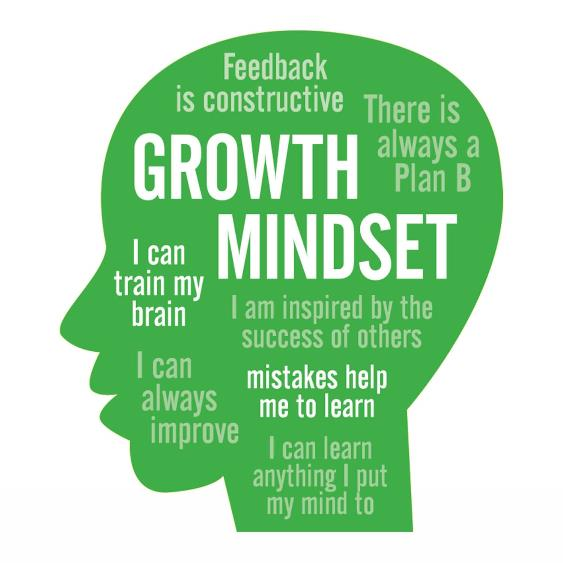 Feedback
is constructive
There is
always a
Plan B
GROWTH
MINDSET
I can
train my
brain
I am inspired by the
success of others
I can
always
improve
mistakes help
me to learn
I can learn
anything I put
my mind to